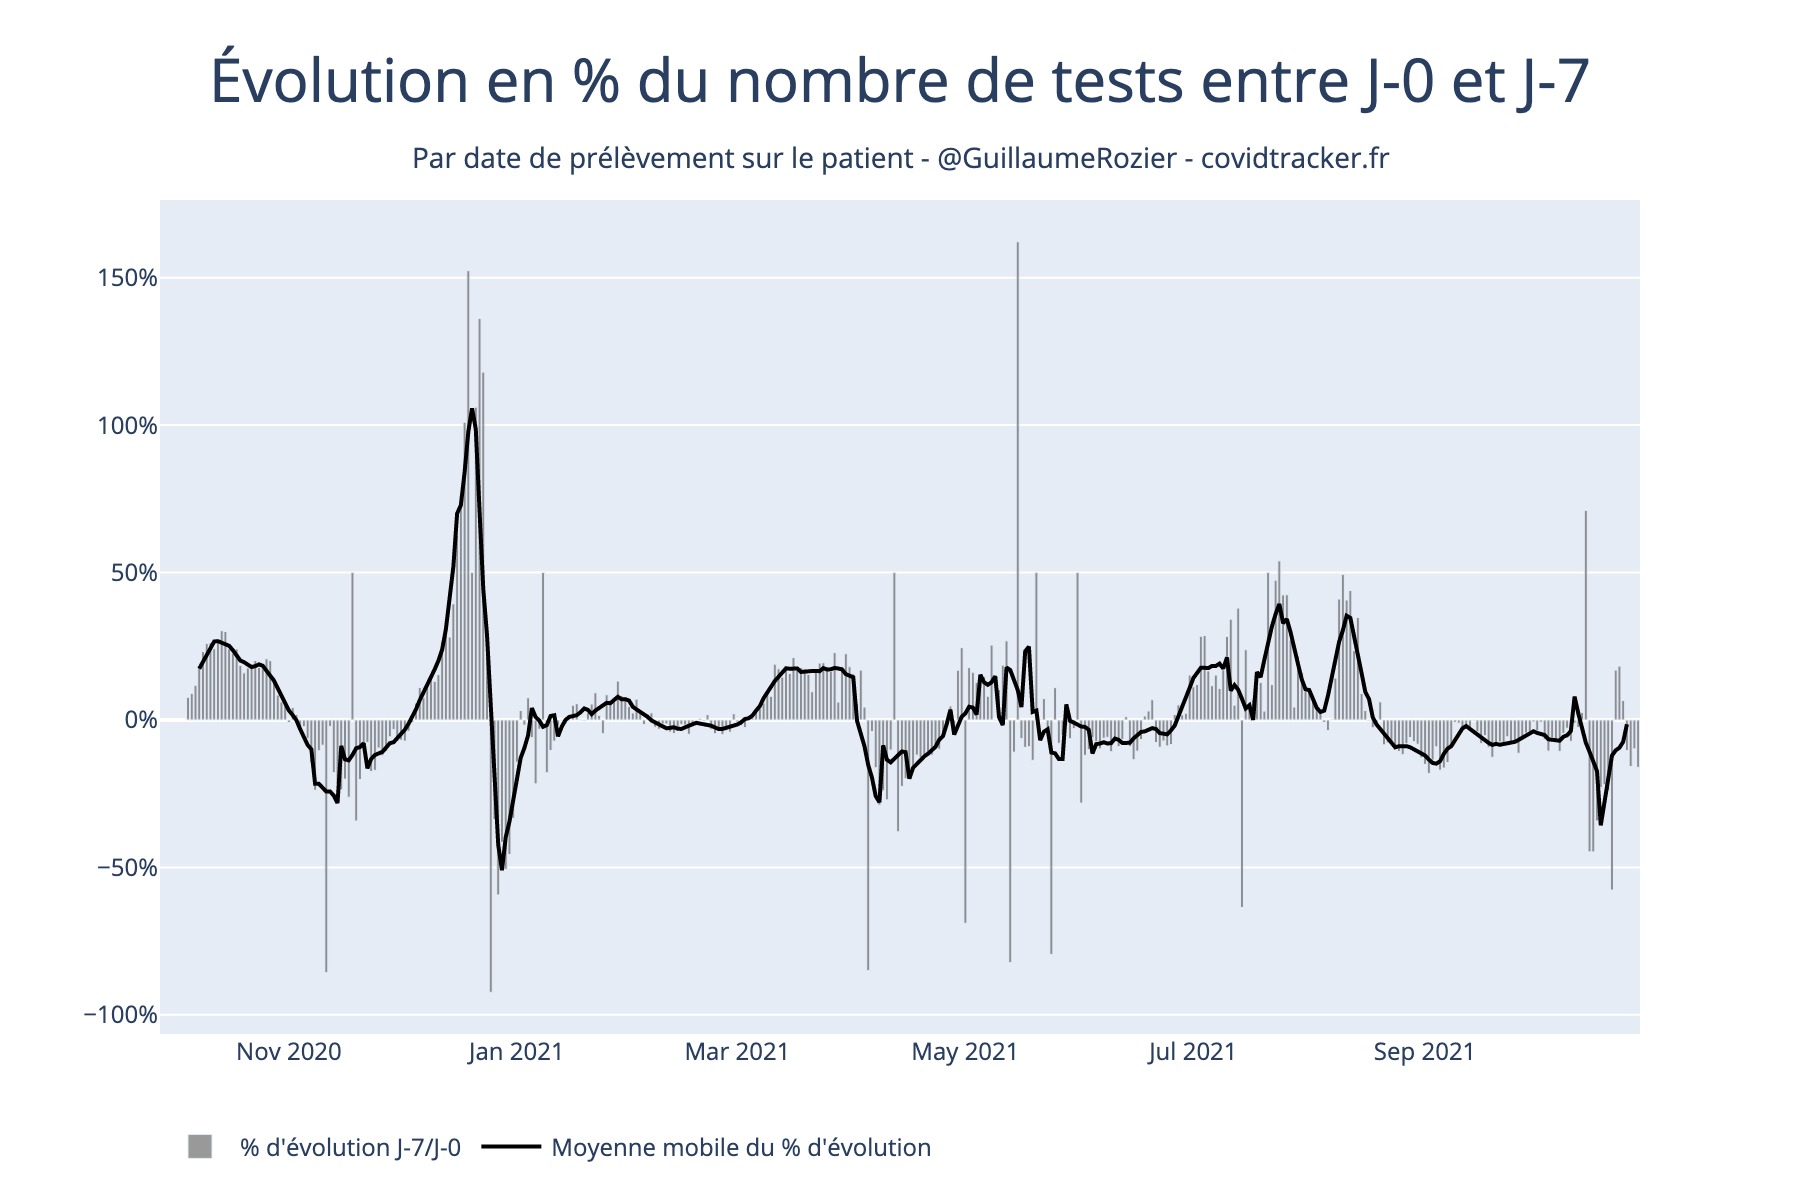 Évolution en % du nombre de tests entre J-0 et J-7
Par date de prélèvement sur le patient - @GuillaumeRozier - covidtracker.fr
150%
100%
50%
0%
−50%
−100%
Nov 2020 Jan 2021 Mar 2021 May 2021 Jul 2021 Sep 2021
% d'évolution J-7/J-0 Moyenne mobile du % d'évolution